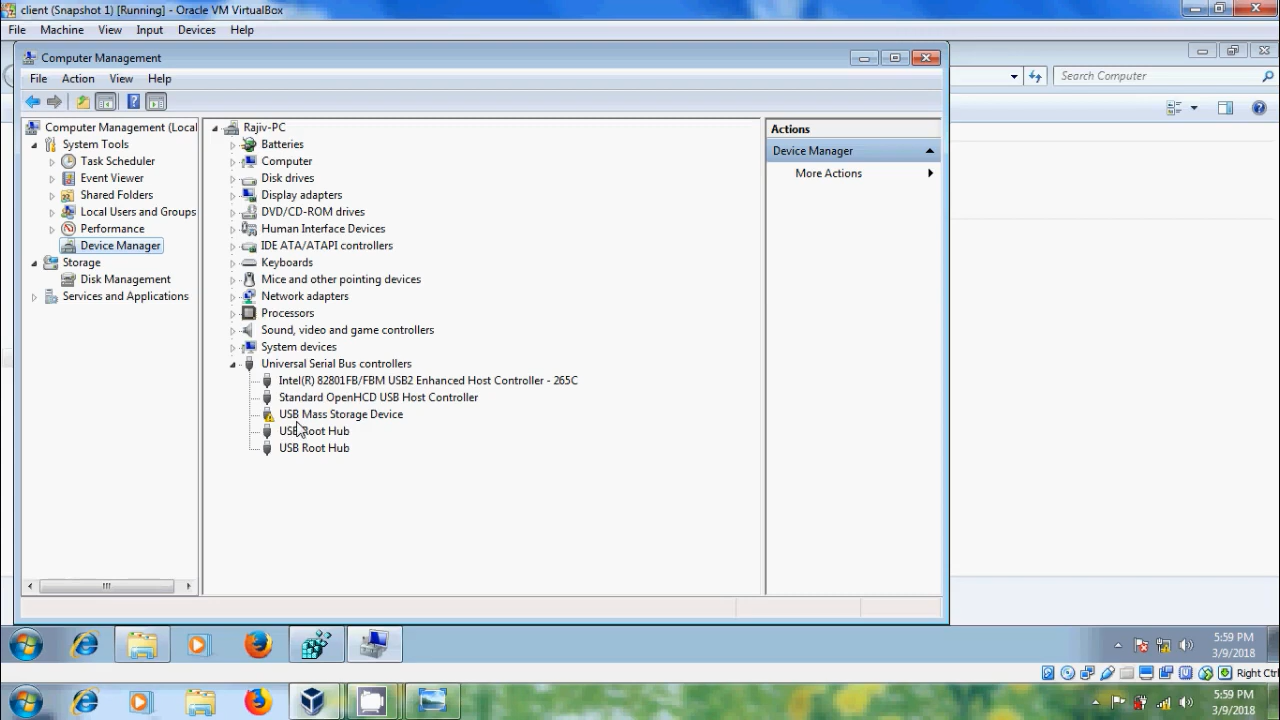 client (Snapshot 1) [Running] - Oracle VM VirtualBox
File Machine View Input Devices Help
Computer Management
Search Computer
File Action View Help
Computer Management (Local
System Tools
Task Scheduler
Event Viewer
Shared Folders
Local Users and Groups
Performance
Device Manager
Storage
Disk Management
Services and Applications
Rajiv-PC
Batteries
Computer
Disk drives
Display adapters
DVD/CD-ROM drives
Human Interface Devices
IDE ATA/ATAPI controllers
Keyboards
Mice and other pointing devices
Network adapters
Processors
Sound, video and game controllers
System devices
Universal Serial Bus controllers
Intel(R) 82801FB/FBM USB2 Enhanced Host Controller - 265C
Standard OpenHCD USB Host Controller
USB Mass Storage Device
USB Root Hub
USB Root Hub
Actions
Device Manager
More Actions
5:59 PM
3/9/2018
Right Ctrl
5:59 PM
3/9/2018